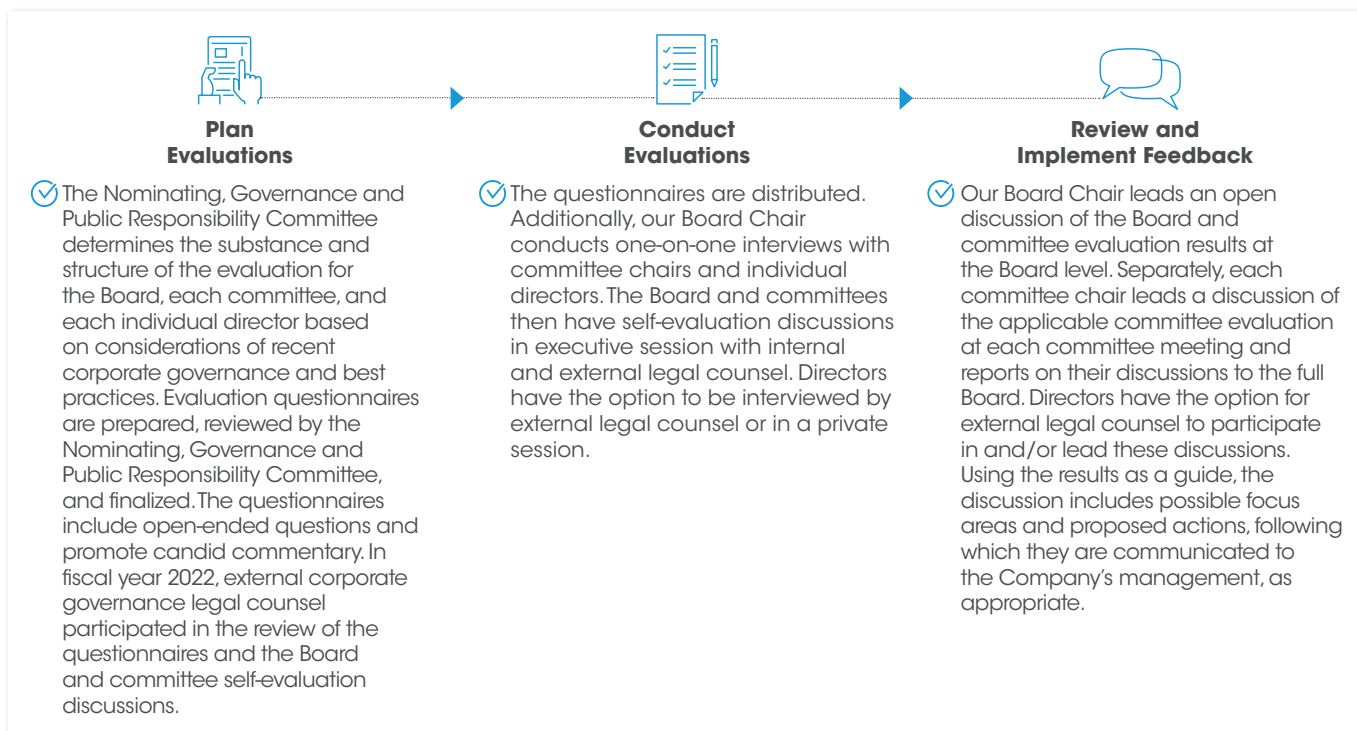 Plan
Evaluations
The Nominating, Governance and
Public Responsibility Committee
determines the substance and
structure of the evaluation for
the Board, each committee, and
each individual director based
on considerations of recent
corporate governance and best
practices. Evaluation questionnaires
are prepared, reviewed by the
Nominating, Governance and
Public Responsibility Committee,
and finalized. The questionnaires
include open-ended questions and
promote candid commentary. In
fiscal year 2022, external corporate
governance legal counsel
participated in the review of the
questionnaires and the Board
and committee self-evaluation
discussions.
Conduct
Evaluations
The questionnaires are distributed.
Additionally, our Board Chair
conducts one-on-one interviews with
committee chairs and individual
directors. The Board and committees
then have self-evaluation discussions
in executive session with internal
and external legal counsel. Directors
have the option to be interviewed by
external legal counsel or in a private
session.
Review and
Implement Feedback
Our Board Chair leads an open
discussion of the Board and
committee evaluation results at
the Board level. Separately, each
committee chair leads a discussion of
the applicable committee evaluation
at each committee meeting and
reports on their discussions to the full
Board. Directors have the option for
external legal counsel to participate
in and/or lead these discussions.
Using the results as a guide, the
discussion includes possible focus
areas and proposed actions, following
which they are communicated to
the Company's management, as
appropriate.